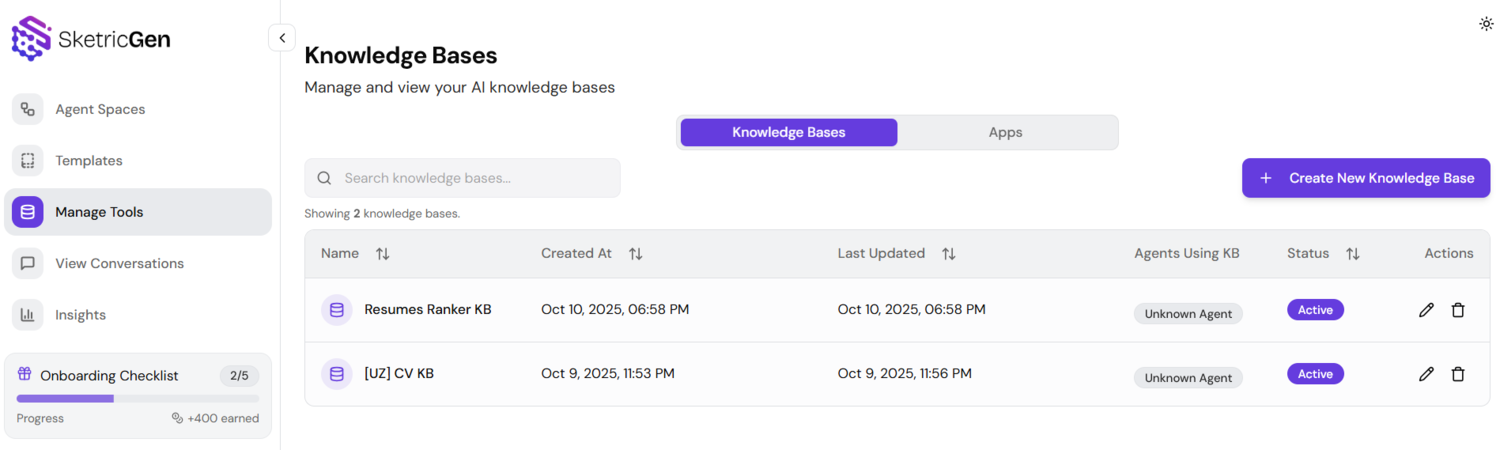 SketricGen
Agent Spaces
Templates
Manage Tools
View Conversations
Insights
Onboarding Checklist 2/5
Progress +400 earned
Knowledge Bases
Manage and view your AI knowledge bases
Knowledge Bases Apps
Search knowledge bases...
+ Create New Knowledge Base
Showing 2 knowledge bases.
Name Created At Last Updated Agents Using KB Status Actions
Resumes Ranker KB Oct 10, 2025, 06:58 PM Oct 10, 2025, 06:58 PM Unknown Agent Active
[UZ] CV KB Oct 9, 2025, 11:53 PM Oct 9, 2025, 11:56 PM Unknown Agent Active